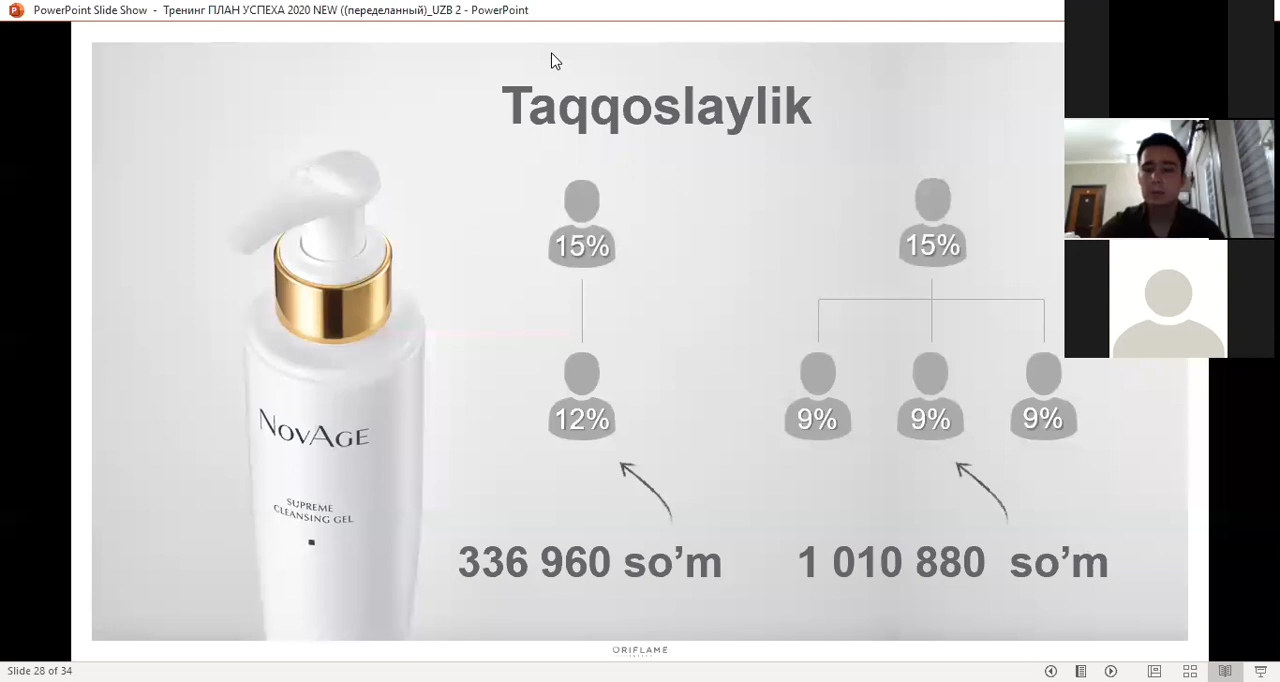 PowerPoint Slide Show - Тренинг ПЛАН УСПЕХА 2020 NEW ((переделанный)_UZB 2 - PowerPoint
Taqqoslaylik
15%
15%
12%
9%
9%
9%
NOVAGE
SUPREME
CLEANSING GEL
336 960 so’m
1 010 880 so’m
ORIFLAME
Slide 28 of 34